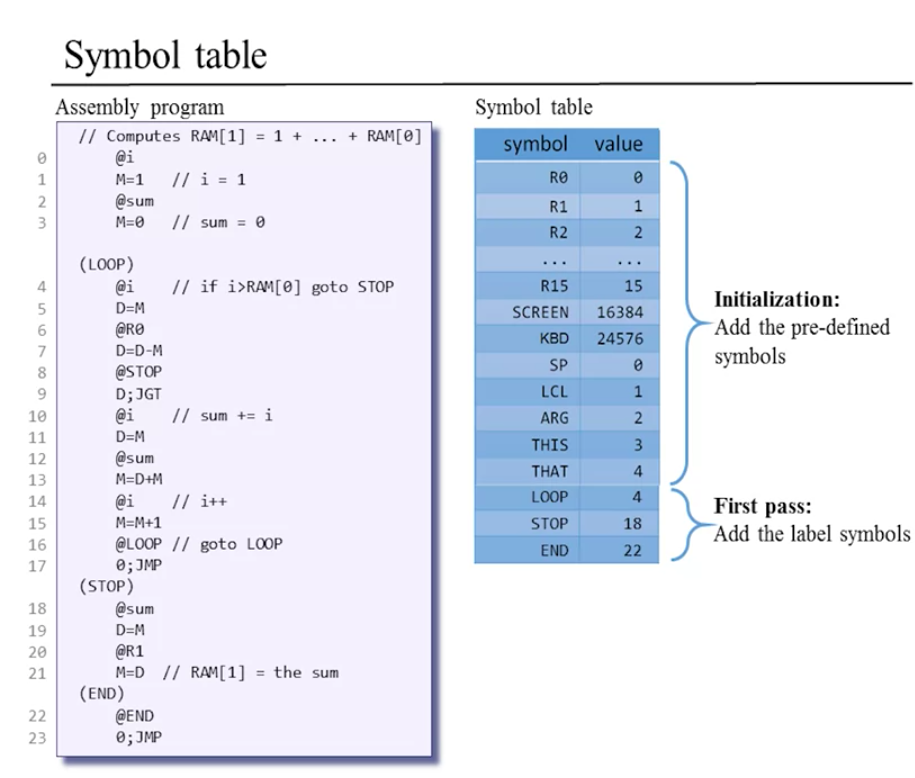 Symbol table
Assembly program
// Computes RAM[1] = 1 + ... + RAM[0]
0 @i
1 M=1 // i = 1
2 @sum
3 M=0 // sum = 0
(LOOP)
4 @i // if i>RAM[0] goto STOP
5 D=M
6 @R0
7 D=D-M
8 @STOP
9 D;JGT
10 @i // sum += i
11 D=M
12 @sum
13 M=D+M
14 @i // i++
15 M=M+1
16 @LOOP // goto LOOP
17 0;JMP
(STOP)
18 @sum
19 D=M
20 @R1
21 M=D // RAM[1] = the sum
(END)
22 @END
23 0;JMP
Symbol table
symbol value
R0 0
R1 1
R2 2
... ...
R15 15
SCREEN 16384
KBD 24576
SP 0
LCL 1
ARG 2
THIS 3
THAT 4
LOOP 4
STOP 18
END 22
Initialization:
Add the pre-defined
symbols
First pass:
Add the label symbols